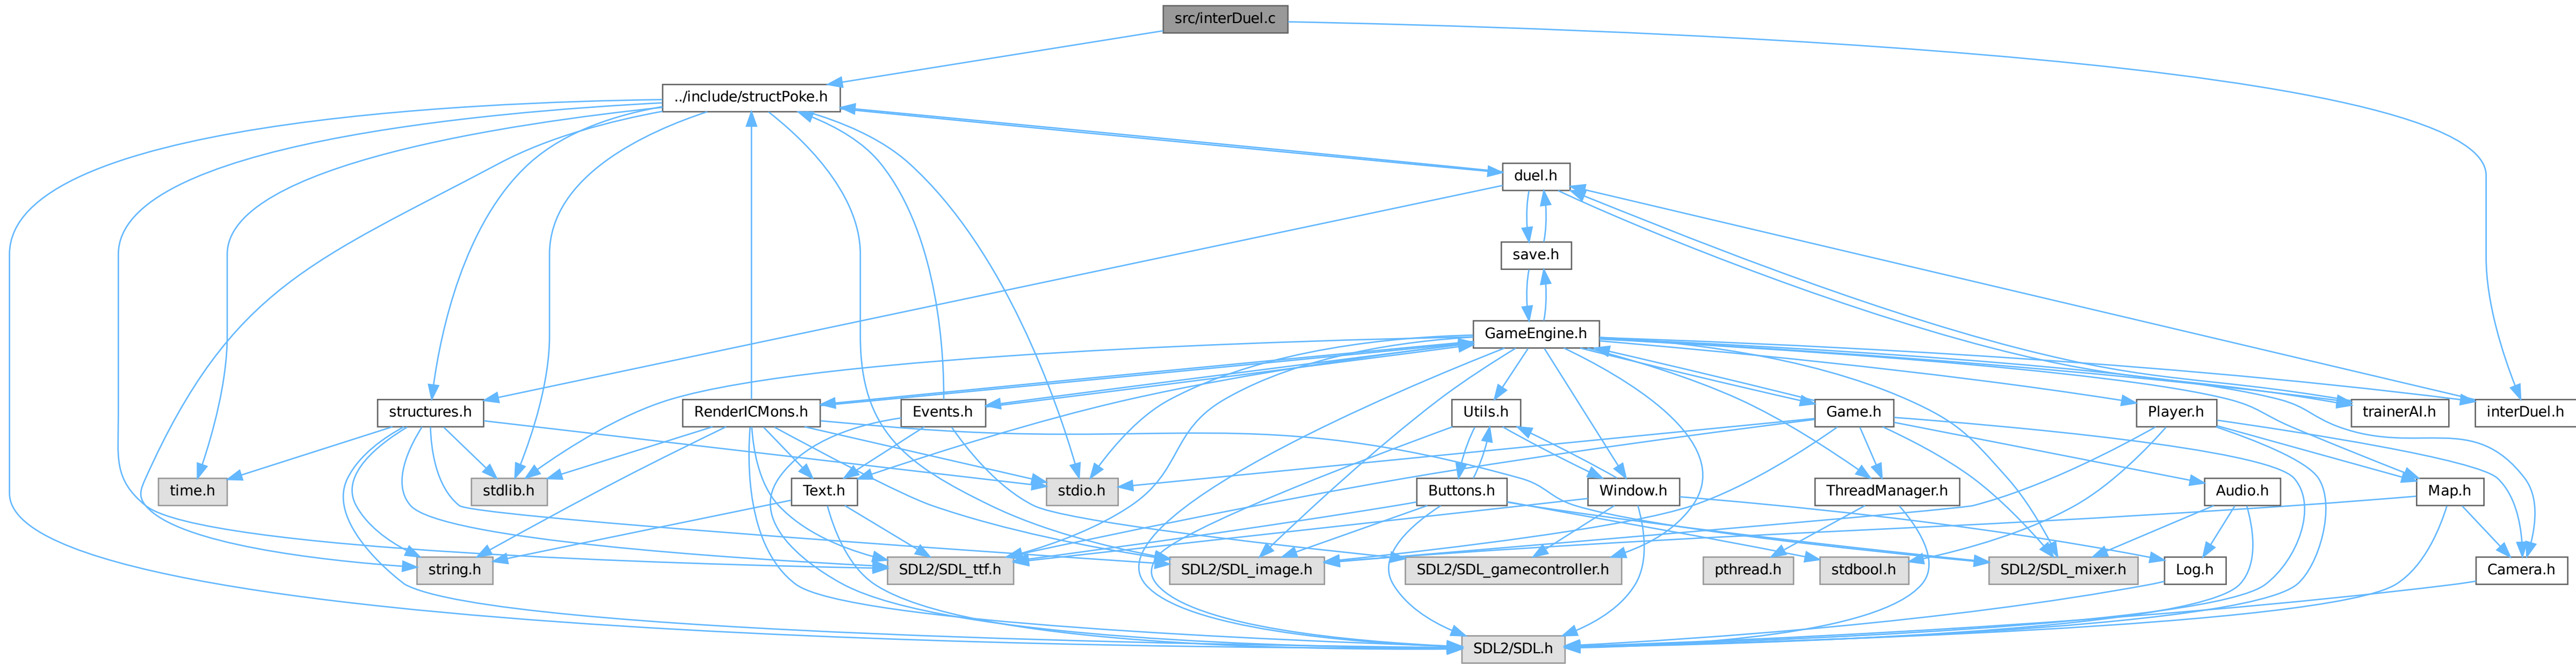 src/interDuel.c
../include/structPoke.h
duel.h
save.h
GameEngine.h
structures.h
RenderICMons.h
Events.h
Utils.h
Game.h
Player.h
trainerAI.h
interDuel.h
time.h
stdlib.h
Text.h
stdio.h
Buttons.h
Window.h
ThreadManager.h
Audio.h
Map.h
string.h
SDL2/SDL_ttf.h
SDL2/SDL_image.h
SDL2/SDL_gamecontroller.h
pthread.h
stdbool.h
SDL2/SDL_mixer.h
Log.h
Camera.h
SDL2/SDL.h